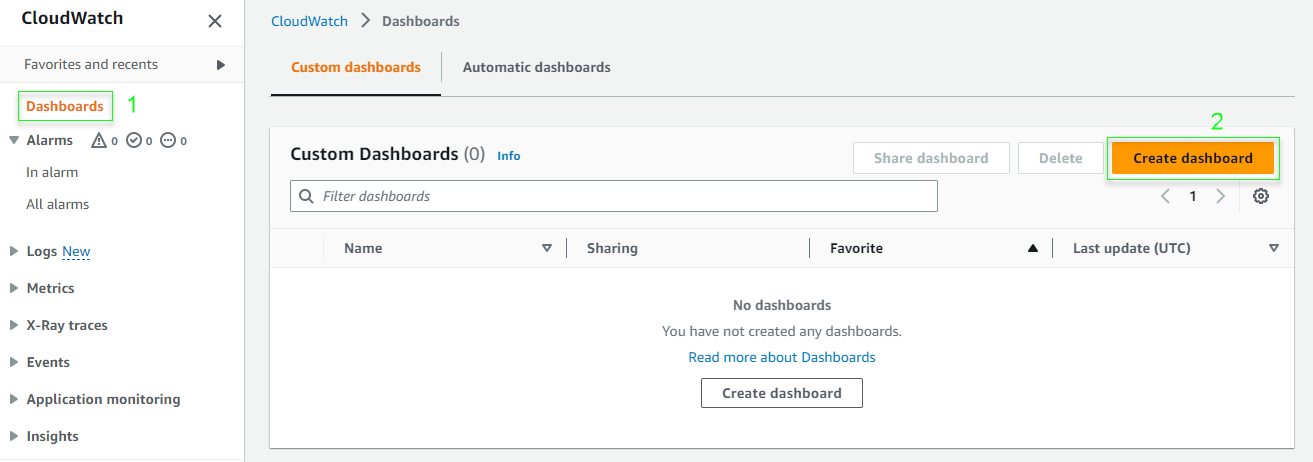 CloudWatch
CloudWatch > Dashboards
Favorites and recents
Custom dashboards
Automatic dashboards
Dashboards 1
Alarms 0 0 0
In alarm
All alarms
Logs New
Metrics
X-Ray traces
Events
Application monitoring
Insights
2
Custom Dashboards (0) Info
Share dashboard
Delete
Create dashboard
Filter dashboards
1
Name Sharing Favorite Last update (UTC)
No dashboards
You have not created any dashboards.
Read more about Dashboards
Create dashboard